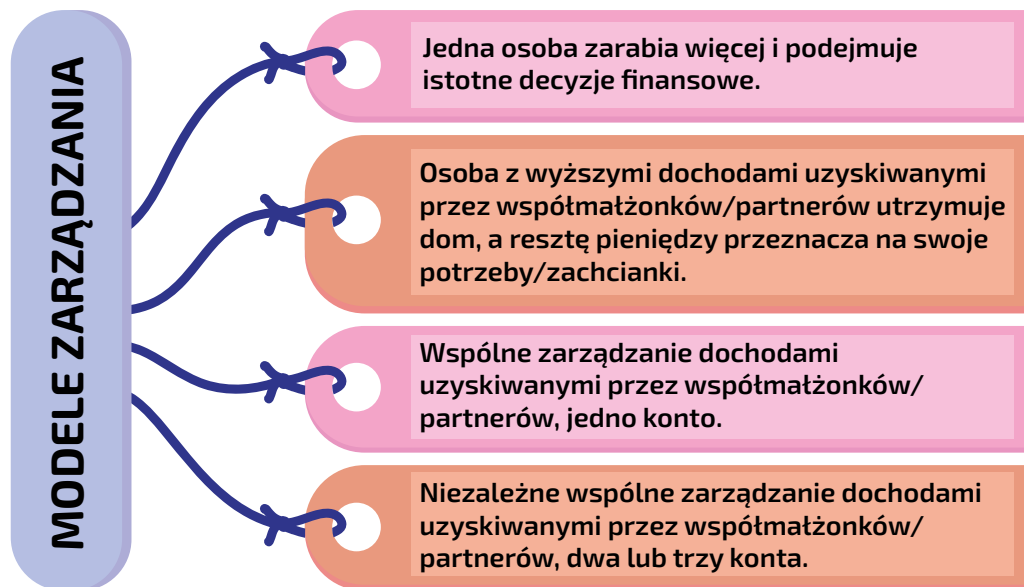 MODELE ZARZĄDZANIA
Jedna osoba zarabia więcej i podejmuje
istotne decyzje finansowe.
Osoba z wyższymi dochodami uzyskiwanymi
przez współmałżonków/partnerów utrzymuje
dom, a resztę pieniędzy przeznacza na swoje
potrzeby/zachcianki.
Wspólne zarządzanie dochodami
uzyskiwanymi przez współmałżonków/
partnerów, jedno konto.
Niezależne wspólne zarządzanie dochodami
uzyskiwanymi przez współmałżonków/
partnerów, dwa lub trzy konta.